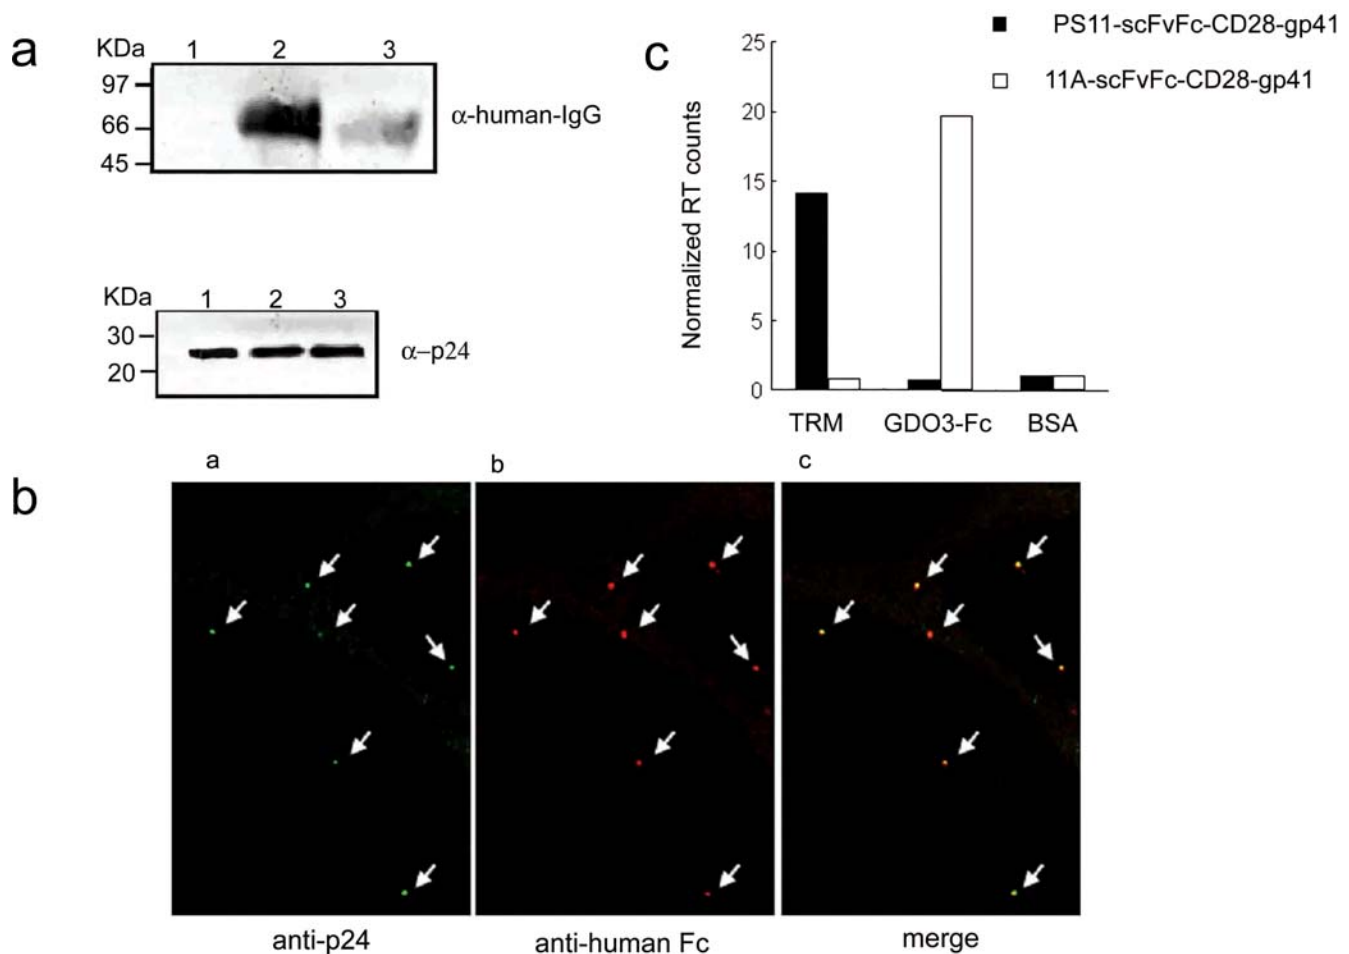 a
KDa 1 2 3
97
66
45
α-human-IgG
KDa 1 2 3
30
20
α-p24
c
PS11-scFvFc-CD28-gp41
11A-scFvFc-CD28-gp41
Normalized RT counts
25
20
15
10
5
0
TRM GDO3-Fc BSA
b
a b c
anti-p24 anti-human Fc merge